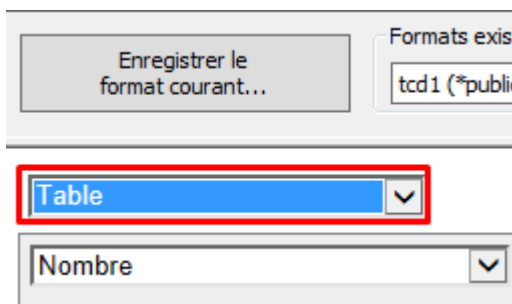 Enregistrer le
format courant...
Formats exis
tcd1 (*publi
Table
Nombre